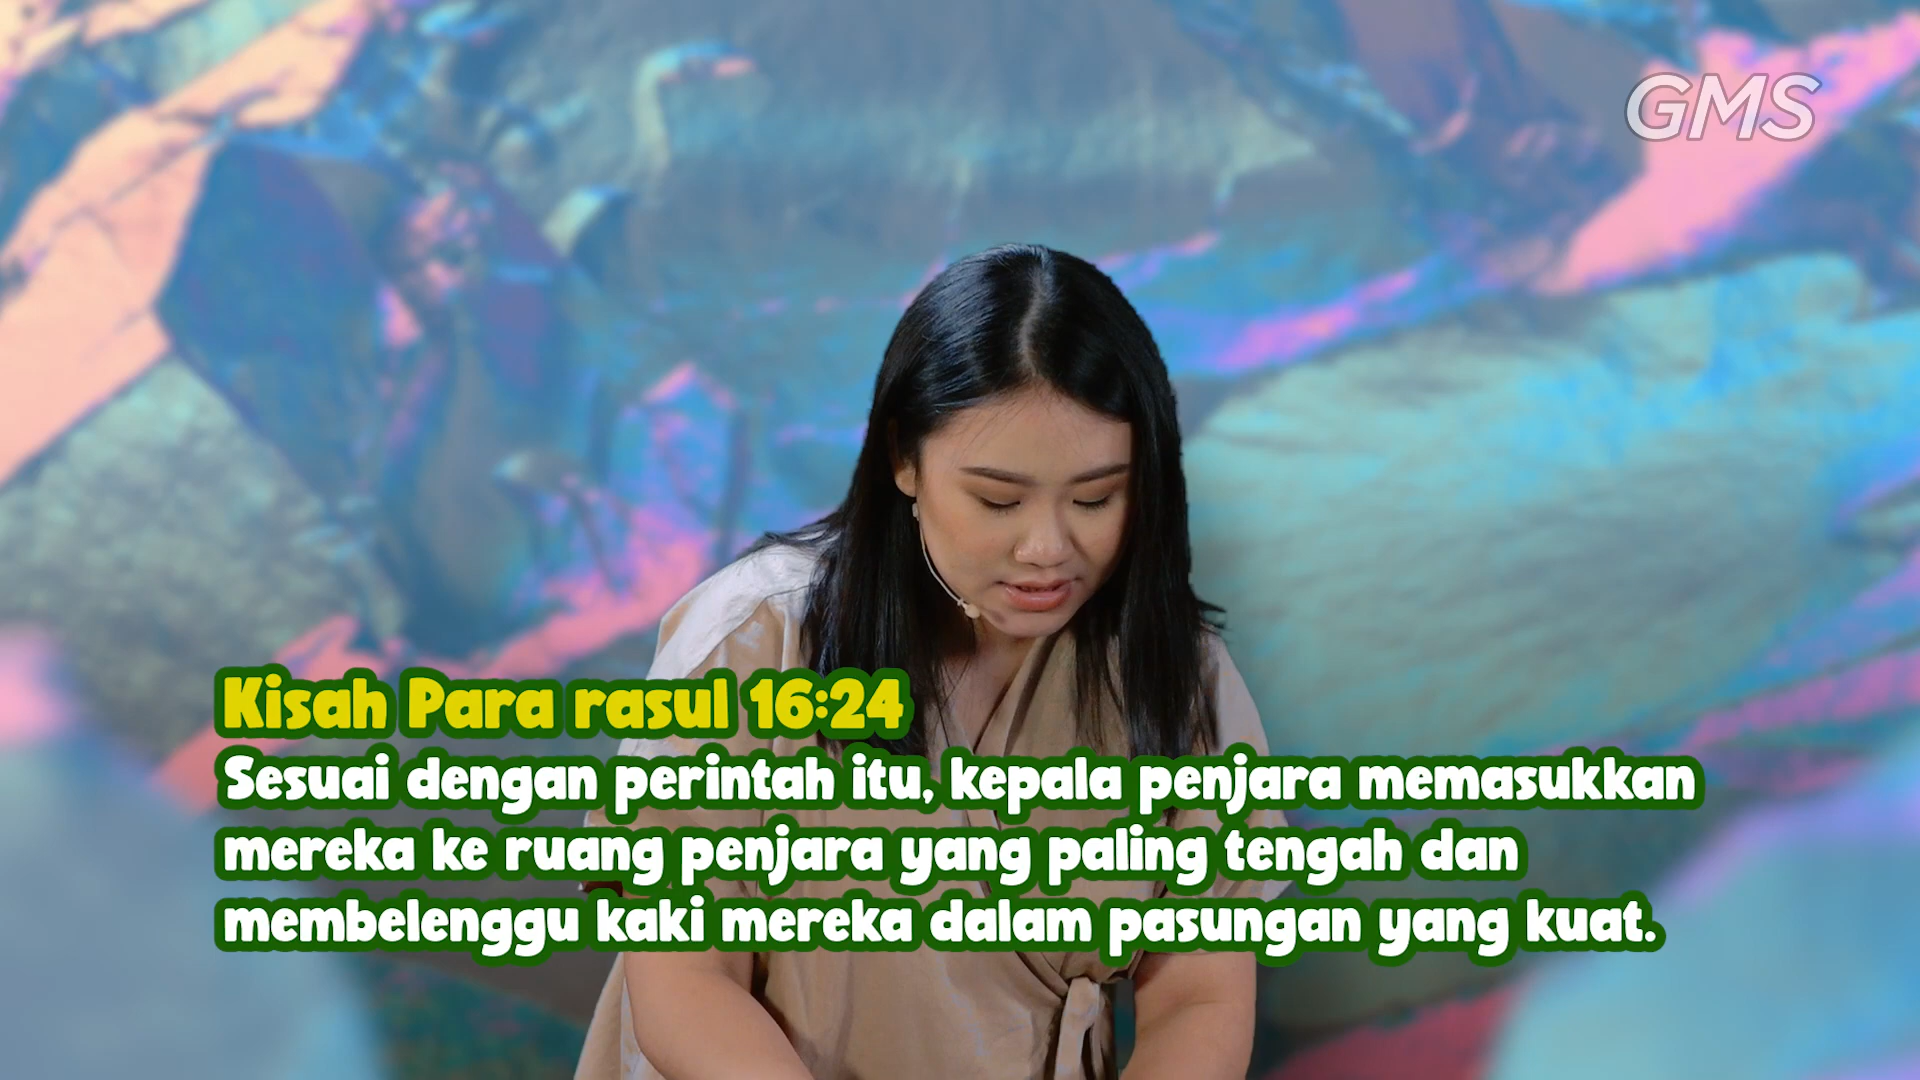 GMS
Kisah Para rasul 16:24
Sesuai dengan perintah itu, kepala penjara memasukkan
mereka ke ruang penjara yang paling tengah dan
membelenggu kaki mereka dalam pasungan yang kuat.